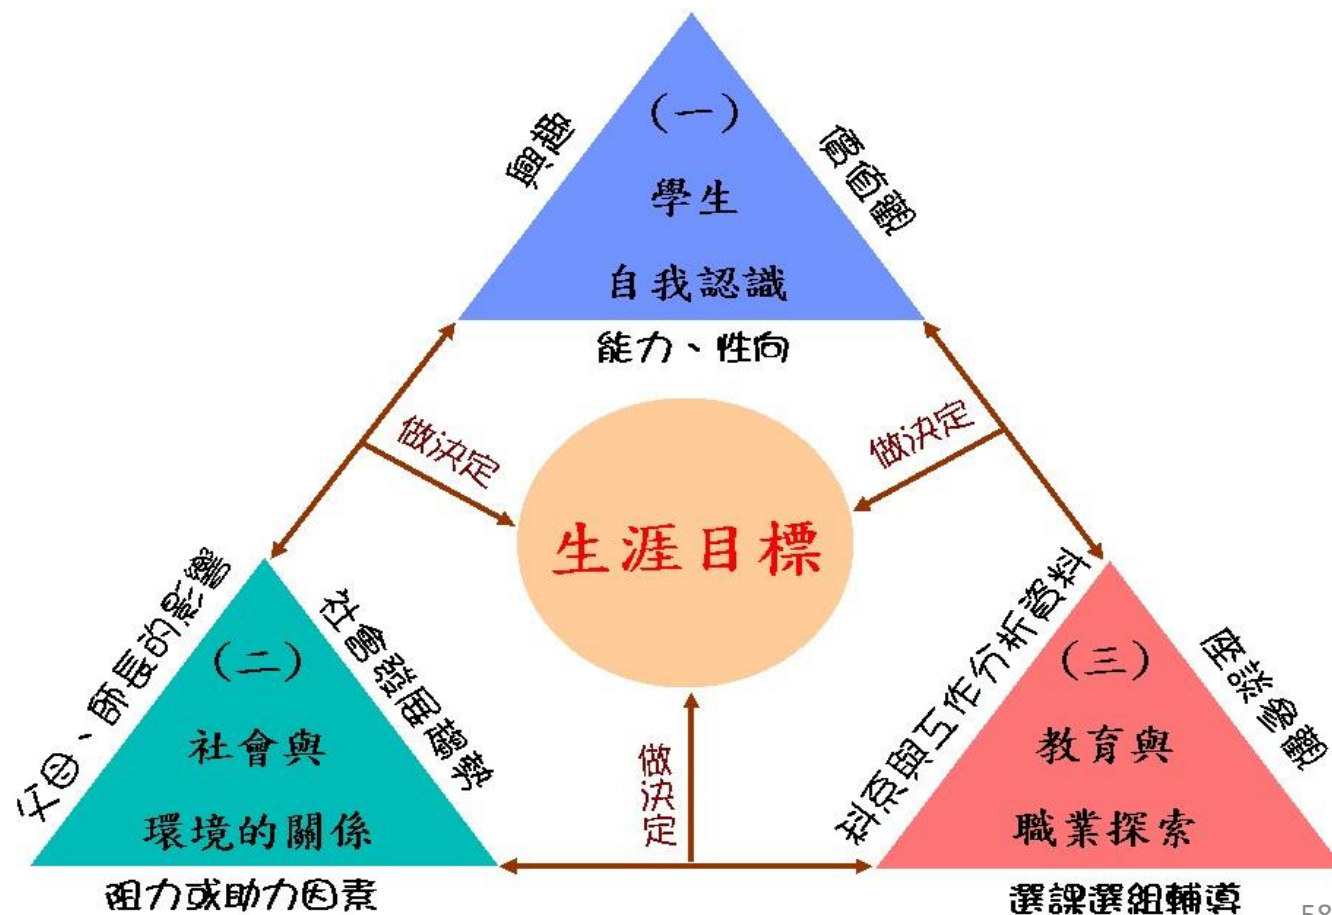 (一)
學生
自我認識
興趣
價值觀
能力、性向
做決定
做決定
生涯目標
父母、師長的影響
社會發展趨勢
(二)
社會與
環境的關係
阻力或助力因素
做決定
科系與工作分析資料
座談參觀
(三)
教育與
職業探索
選課選組輔導
58